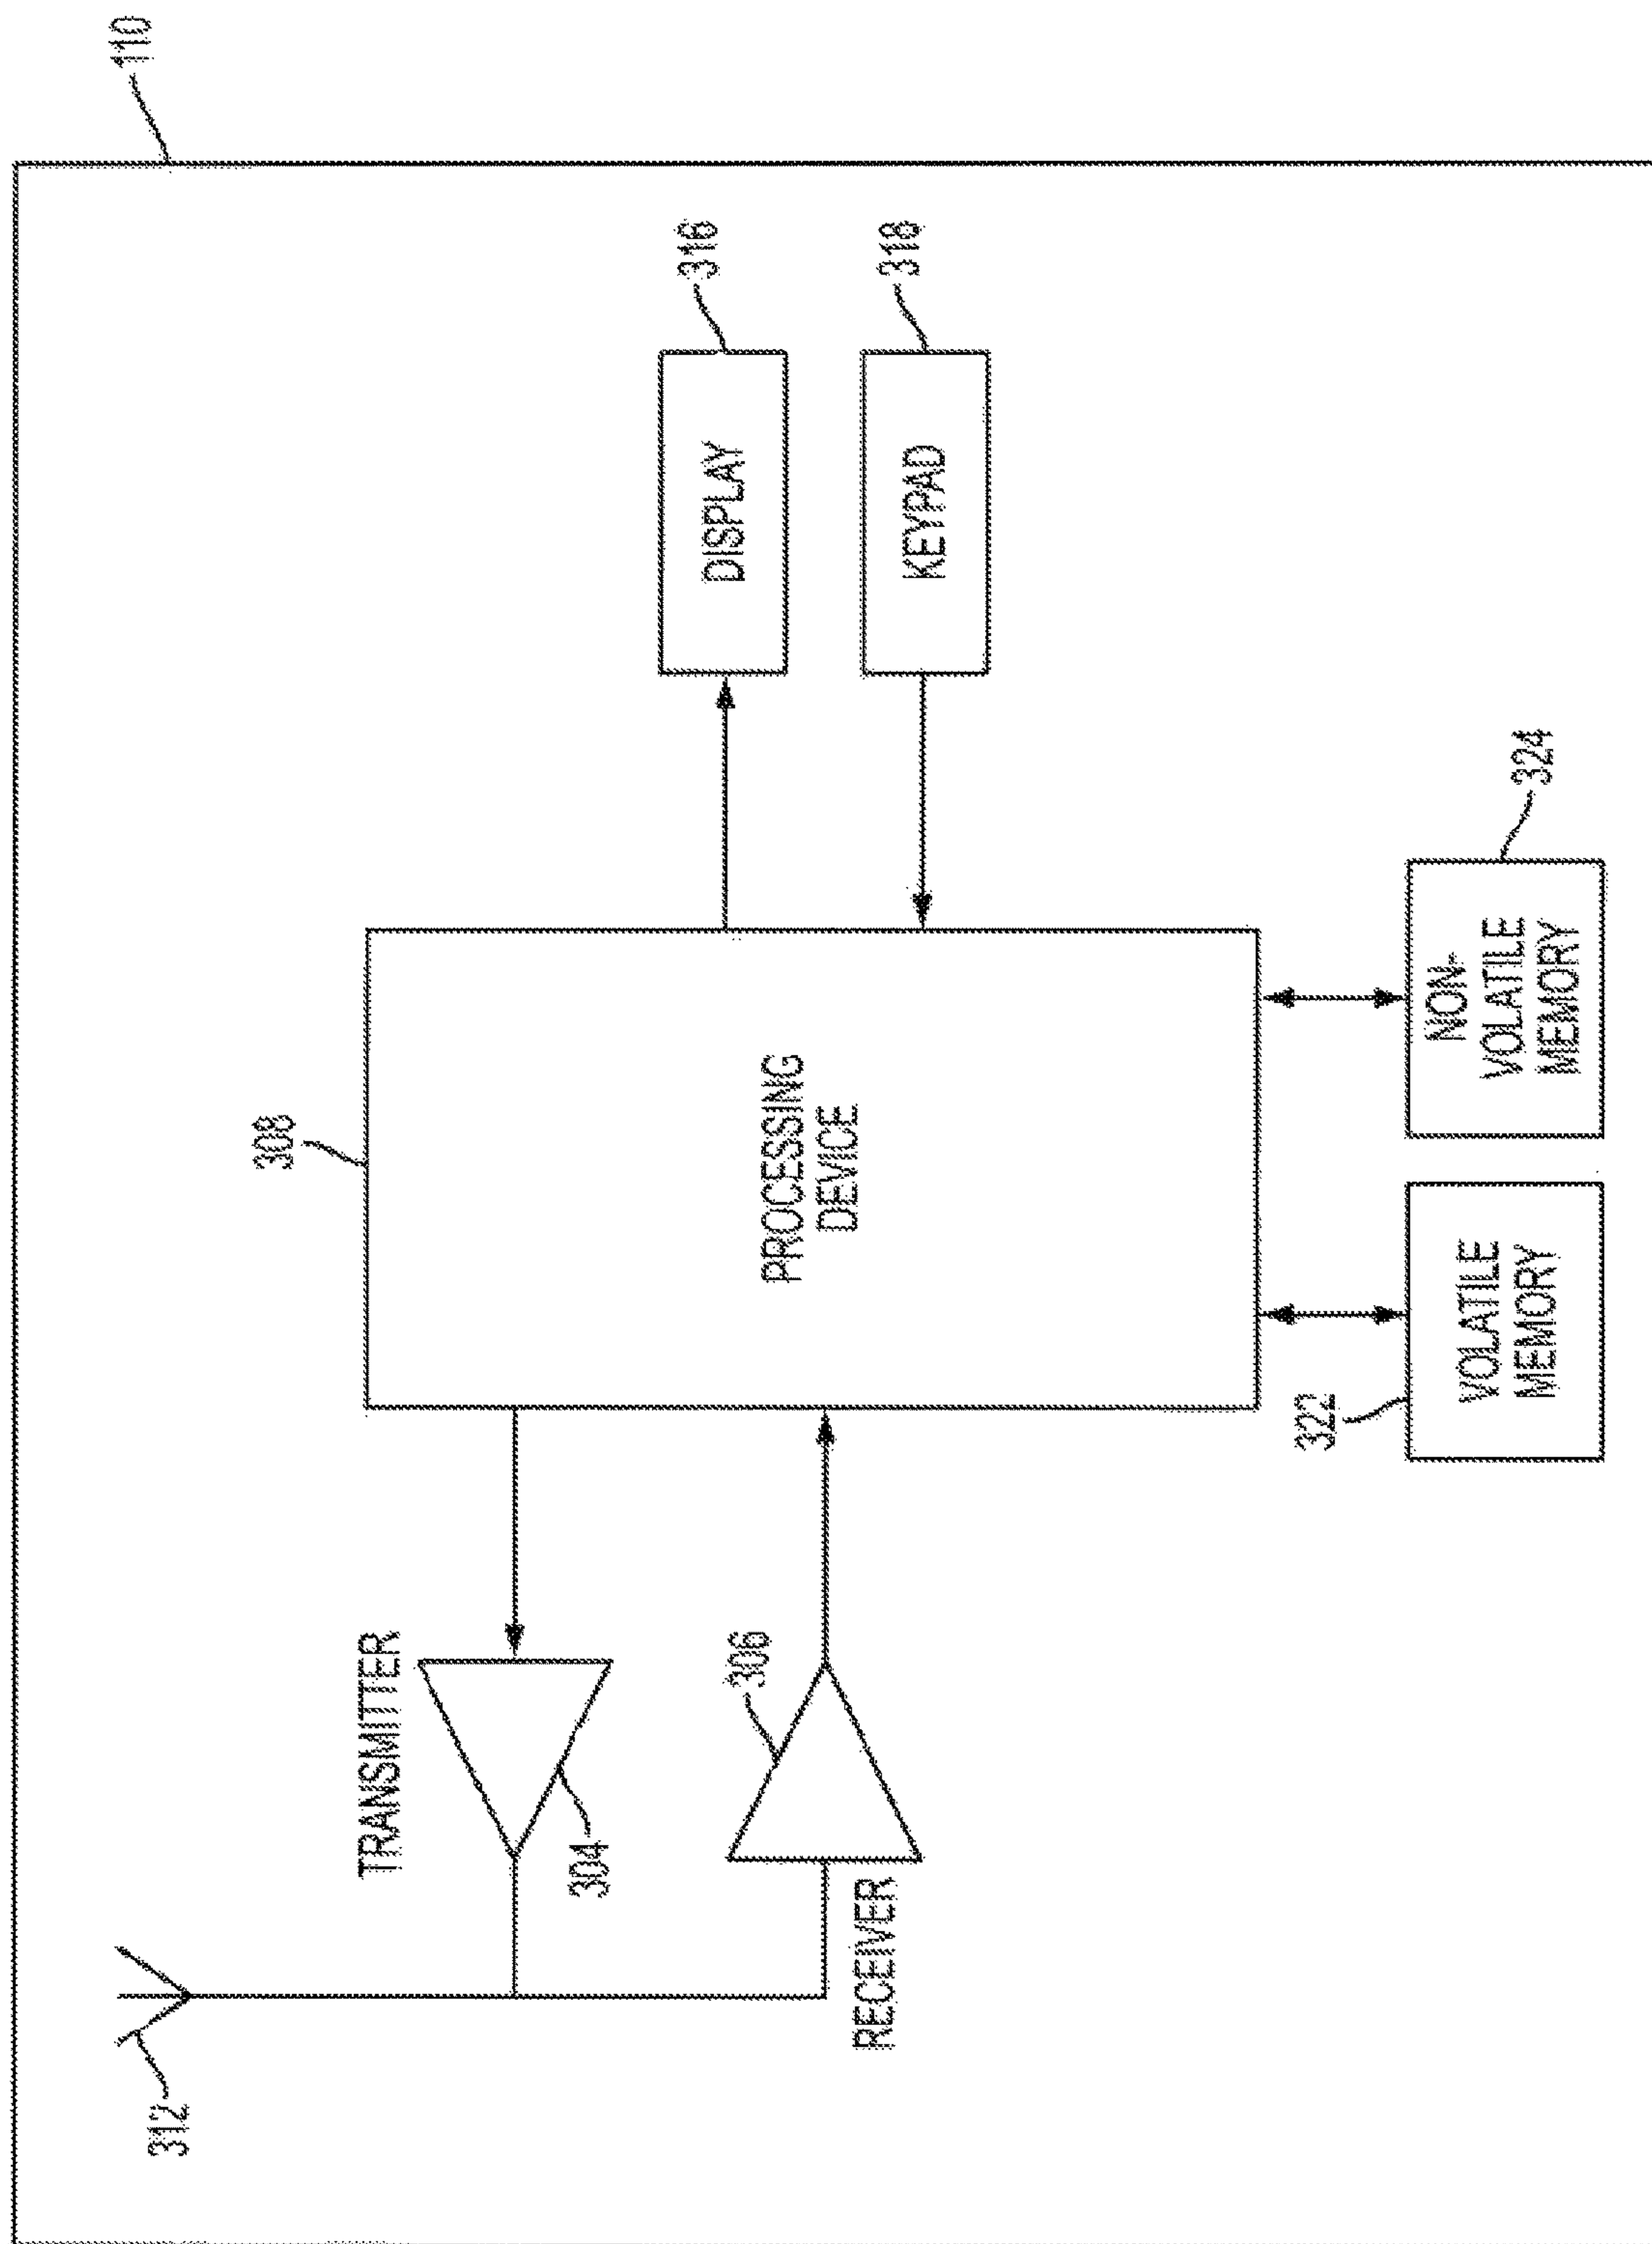 110
312
TRANSMITTER
304
306
RECEIVER
308
PROCESSING
DEVICE
DISPLAY
316
KEYPAD
318
322
VOLATILE
MEMORY
NON-
VOLATILE
MEMORY
324